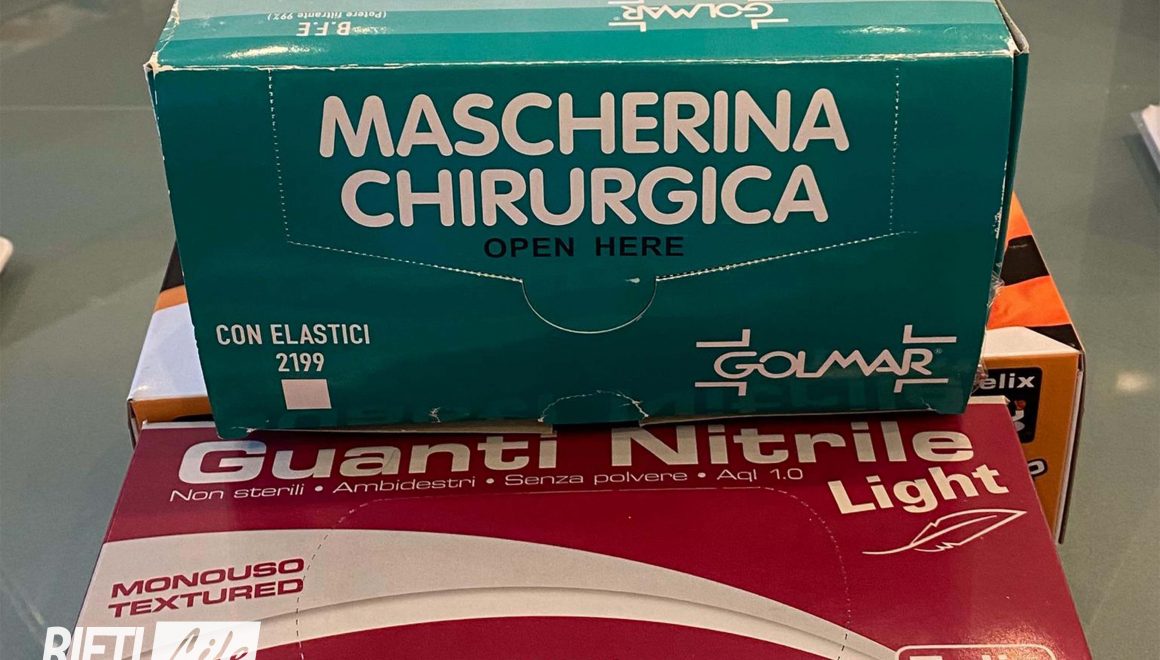 B.F.E
(Potere filtrante 99%)
GOLMAR
MASCHERINA
CHIRURGICA
OPEN HERE
CON ELASTICI
2199
GOLMAR®
elix
Guanti Nitrile
Non sterili • Ambidestri • Senza polvere • Aql 1.0
Light
MONOUSO
TEXTURED
RIETI Life